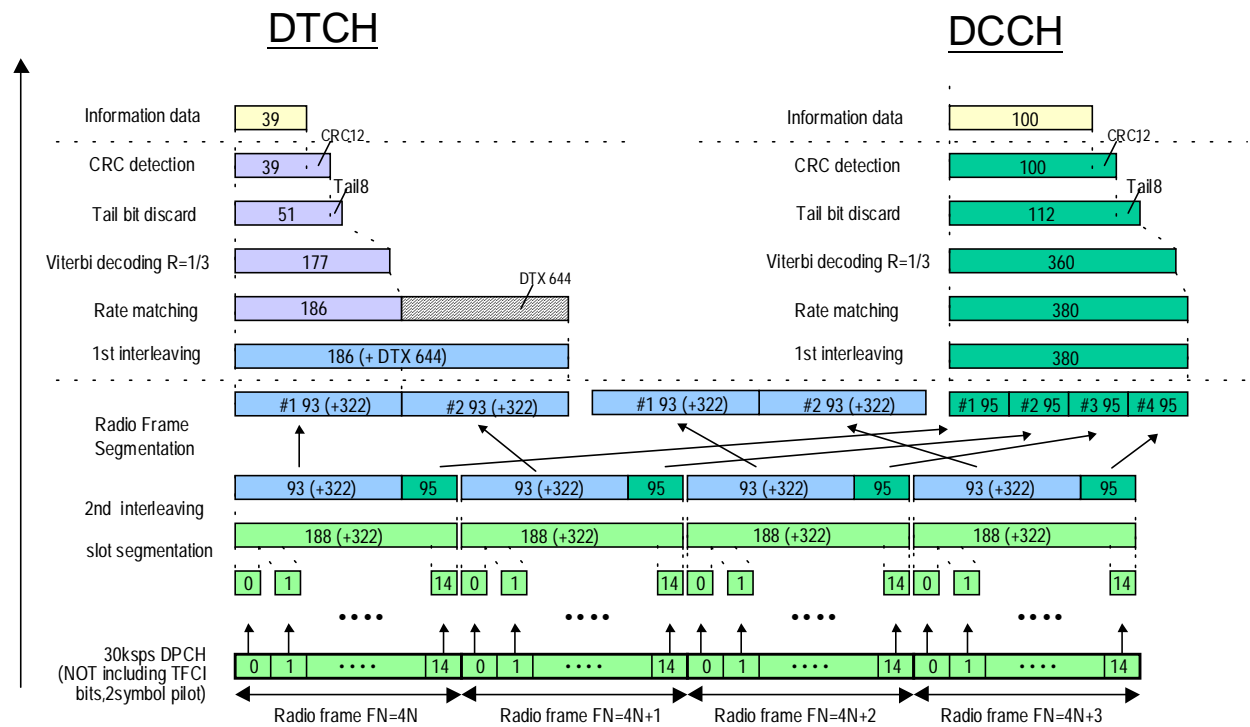 DTCH DCCH
Information data 39 Information data 100
CRC12 CRC12
CRC detection 39 CRC detection 100
Tail8 Tail8
Tail bit discard 51 Tail bit discard 112
Viterbi decoding R=1/3 177 Viterbi decoding R=1/3 360
DTX 644
Rate matching 186 Rate matching 380
1st interleaving 186 (+ DTX 644) 1st interleaving 380
#1 93 (+322) #2 93 (+322) #1 93 (+322) #2 93 (+322) #1 95 #2 95 #3 95 #4 95
Radio Frame
Segmentation
93 (+322) 95 93 (+322) 95 93 (+322) 95 93 (+322) 95
2nd interleaving
188 (+322) 188 (+322) 188 (+322) 188 (+322)
slot segmentation
0 1 14 0 1 14 0 1 14 0 1 14
•••• •••• •••• ••••
30ksps DPCH
(NOT including TFCI
bits,2symbol pilot)
0 1 •••• 14 0 1 •••• 14 0 1 •••• 14 0 1 •••• 14
Radio frame FN=4N Radio frame FN=4N+1 Radio frame FN=4N+2 Radio frame FN=4N+3